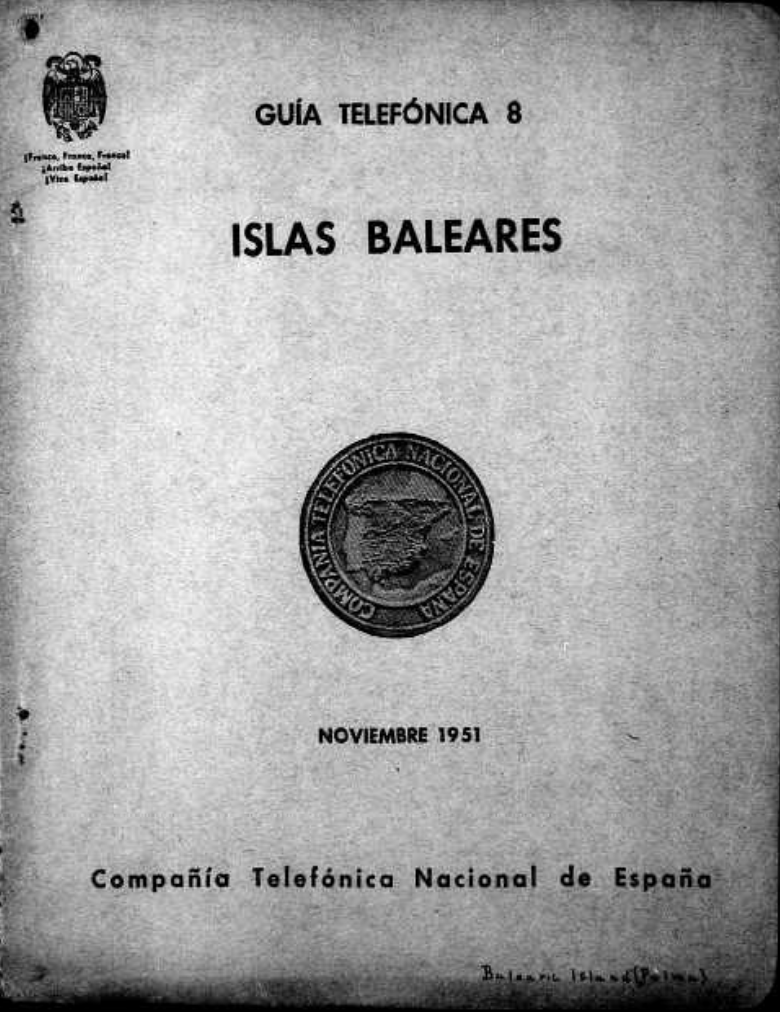 ¡Franco, Franco, Franco!
¡Arriba España!
¡Viva España!
GUÍA TELEFÓNICA 8
ISLAS BALEARES
COMPAÑIA TELEFONICA NACIONAL DE ESPAÑA
NOVIEMBRE 1951
Compañía Telefónica Nacional de España
Balearic Island (Palma)